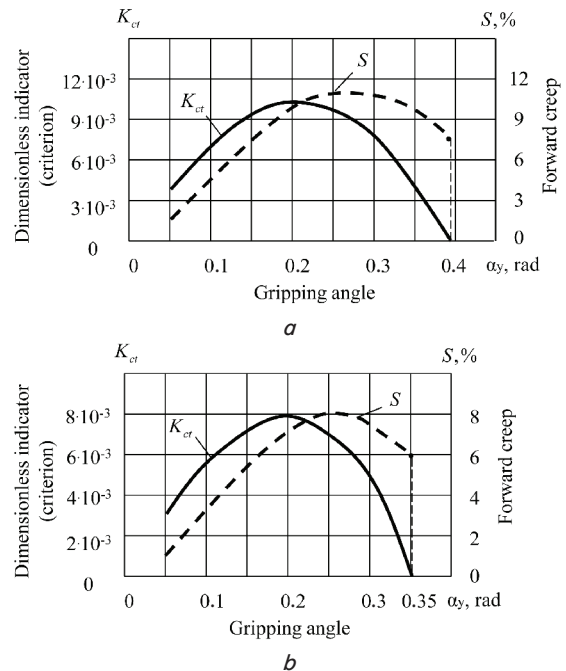 K_ct S,%
12·10⁻³ 12
9·10⁻³ 9
6·10⁻³ 6
3·10⁻³ 3
0 0
Dimensionless indicator
(criterion)
K_ct
S
Forward creep
0 0.1 0.2 0.3 0.4 α_y, rad
Gripping angle
a
K_ct S,%
8·10⁻³ 8
6·10⁻³ 6
4·10⁻³ 4
2·10⁻³ 2
0 0
Dimensionless indicator
(criterion)
K_ct
S
Forward creep
0 0.1 0.2 0.3 0.35 α_y, rad
Gripping angle
b